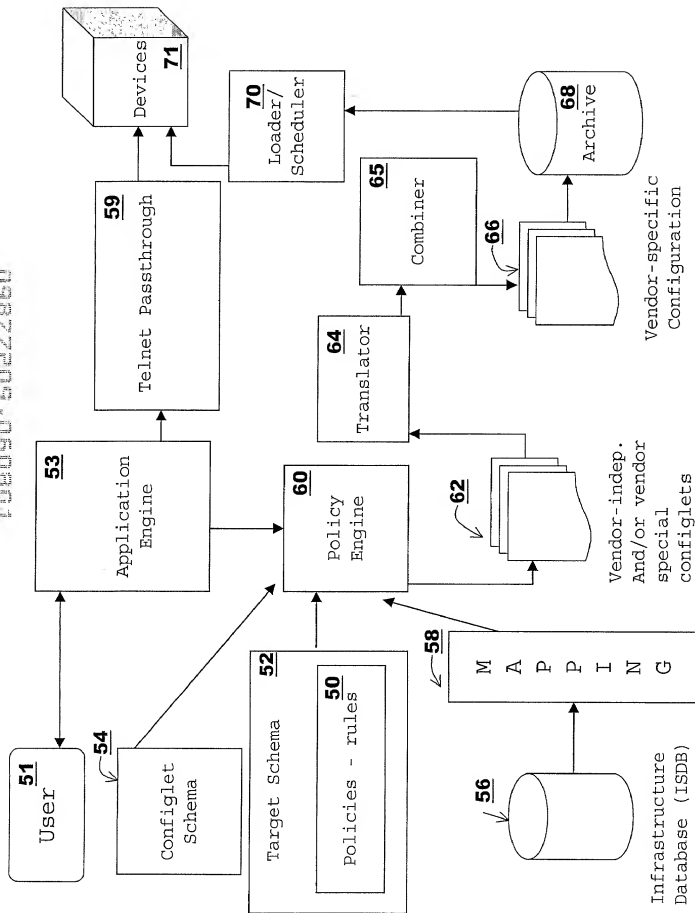 51
User
53
Application
Engine
59
Telnet Passthrough
Devices
71
54
Configlet
Schema
60
Policy
Engine
70
Loader/
Scheduler
52
Target Schema
50
Policies - rules
64
Translator
65
Combiner
62
66
68
Archive
58
MAPPING
56
Infrastructure
Database (ISDB)
Vendor-indep.
And/or vendor
special
configlets
Vendor-specific
Configuration